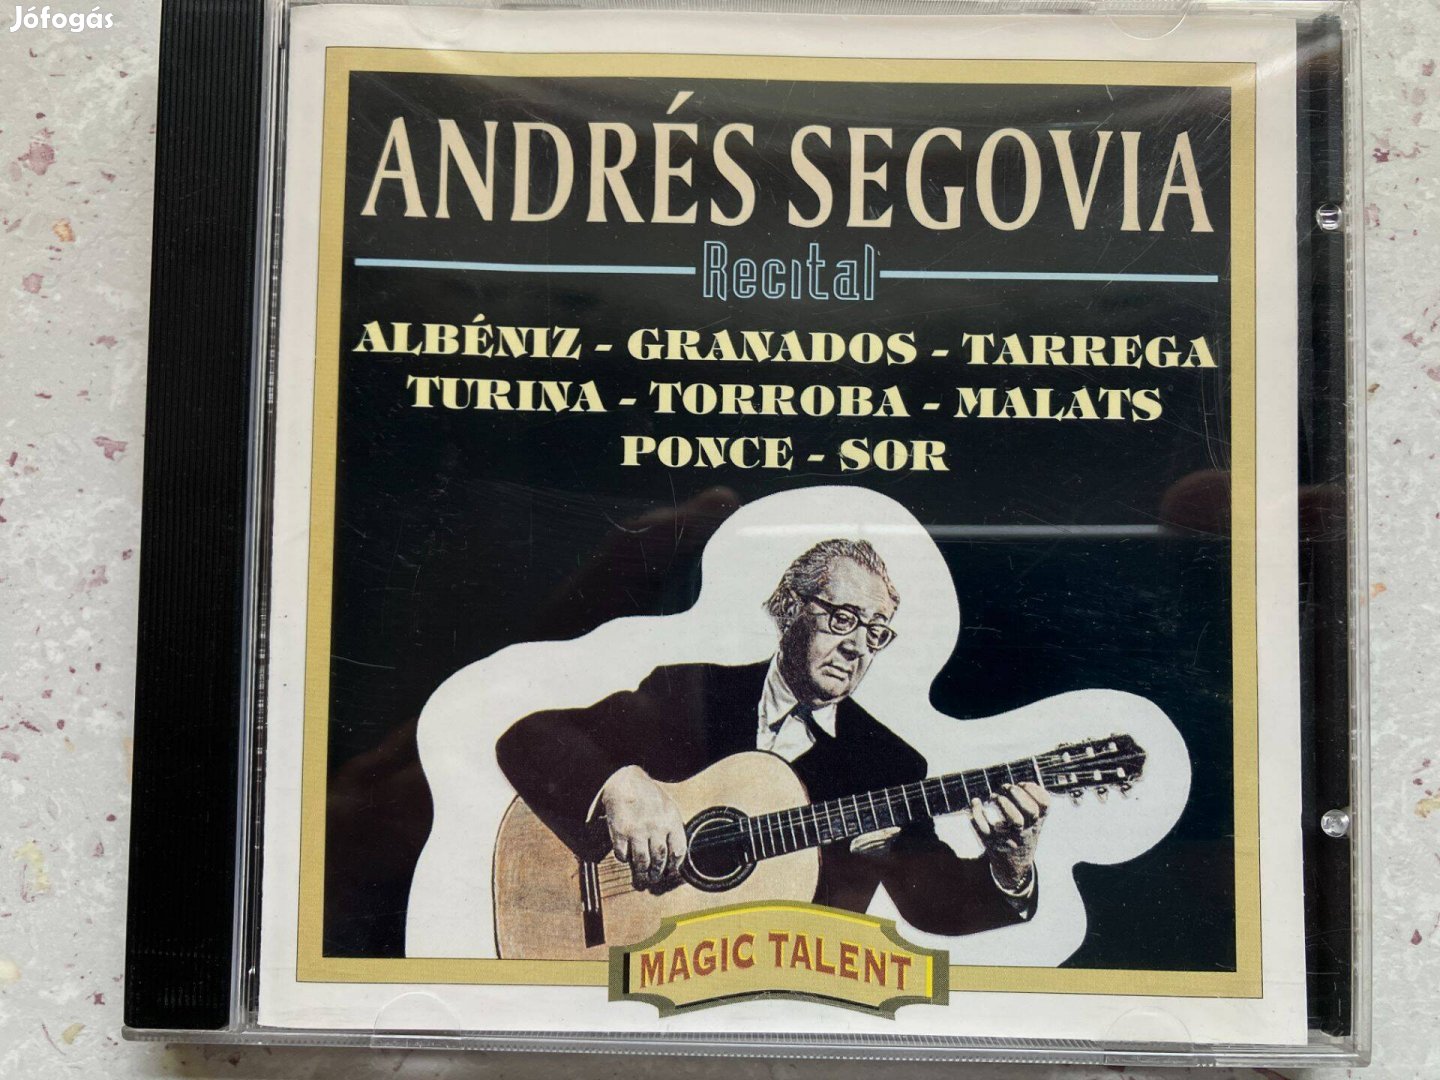 Jófogás
ANDRÉS SEGOVIA
Recital
ALBÉNIZ - GRANADOS - TARREGA
TURINA - TORROBA - MALATS
PONCE - SOR
MAGIC TALENT